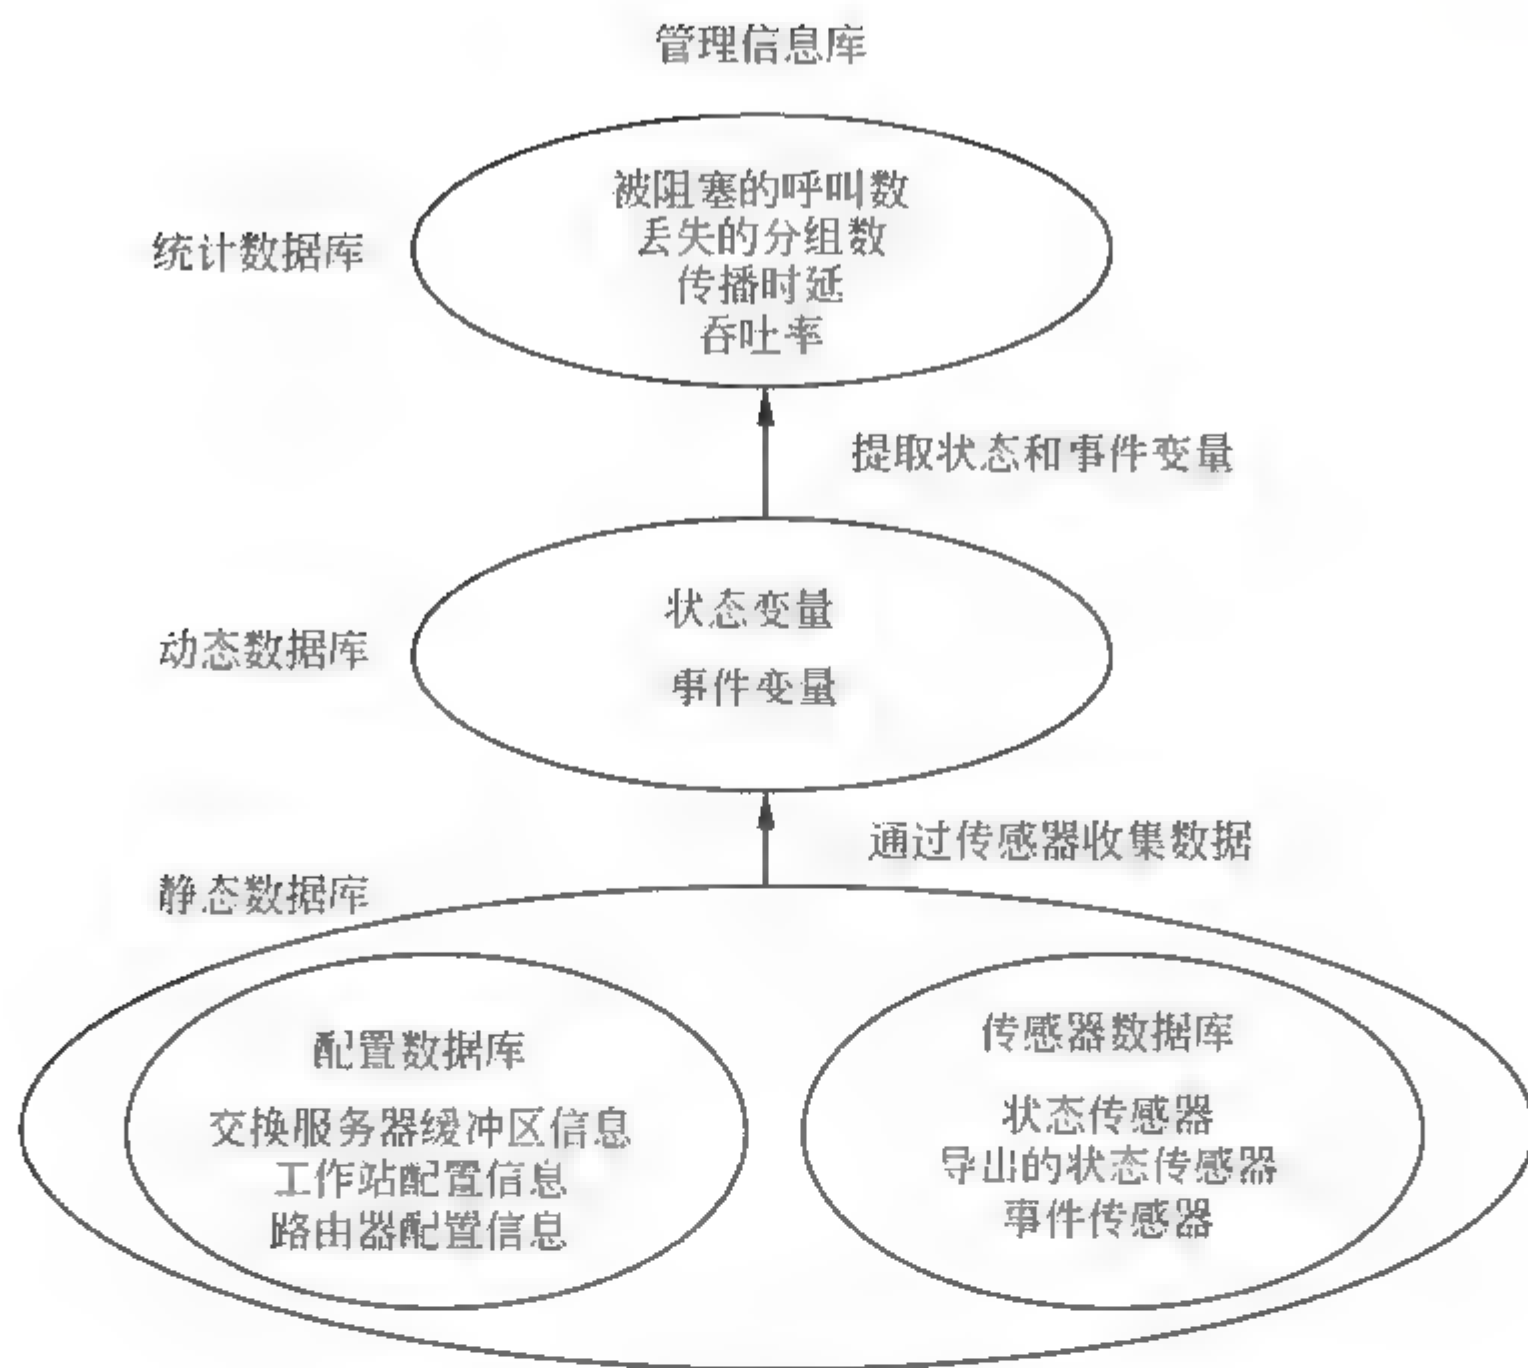 管理信息库
被阻塞的呼叫数
丢失的分组数
传播时延
吞吐率
统计数据库
提取状态和事件变量
状态变量
事件变量
动态数据库
通过传感器收集数据
静态数据库
配置数据库
交换服务器缓冲区信息
工作站配置信息
路由器配置信息
传感器数据库
状态传感器
导出的状态传感器
事件传感器